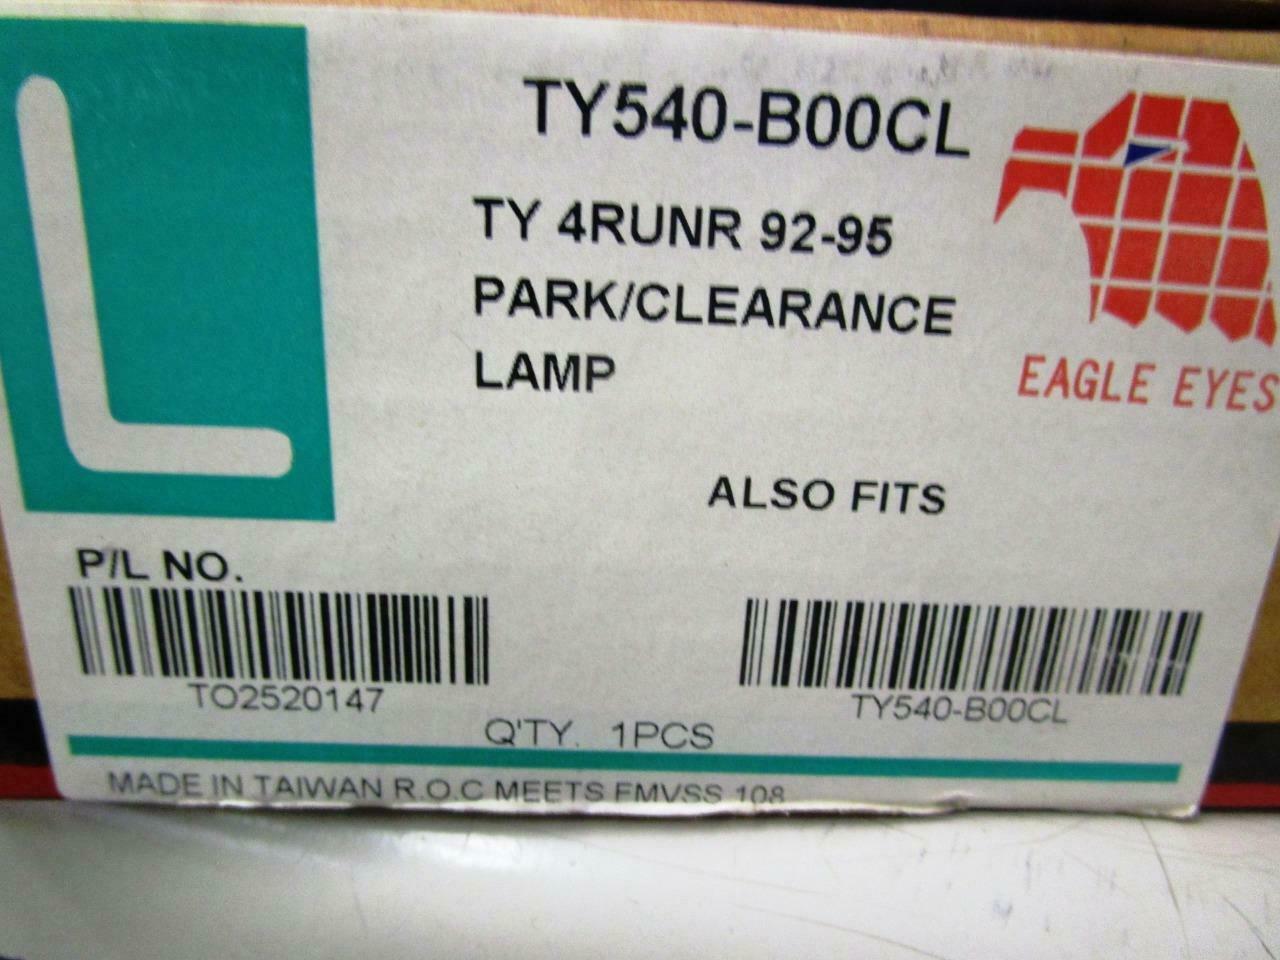 L
TY540-B00CL
TY 4RUNR 92-95
PARK/CLEARANCE
LAMP
EAGLE EYES
ALSO FITS
P/L NO.
TO2520147
TY540-B00CL
Q'TY. 1PCS
MADE IN TAIWAN R.O.C MEETS FMVSS 108